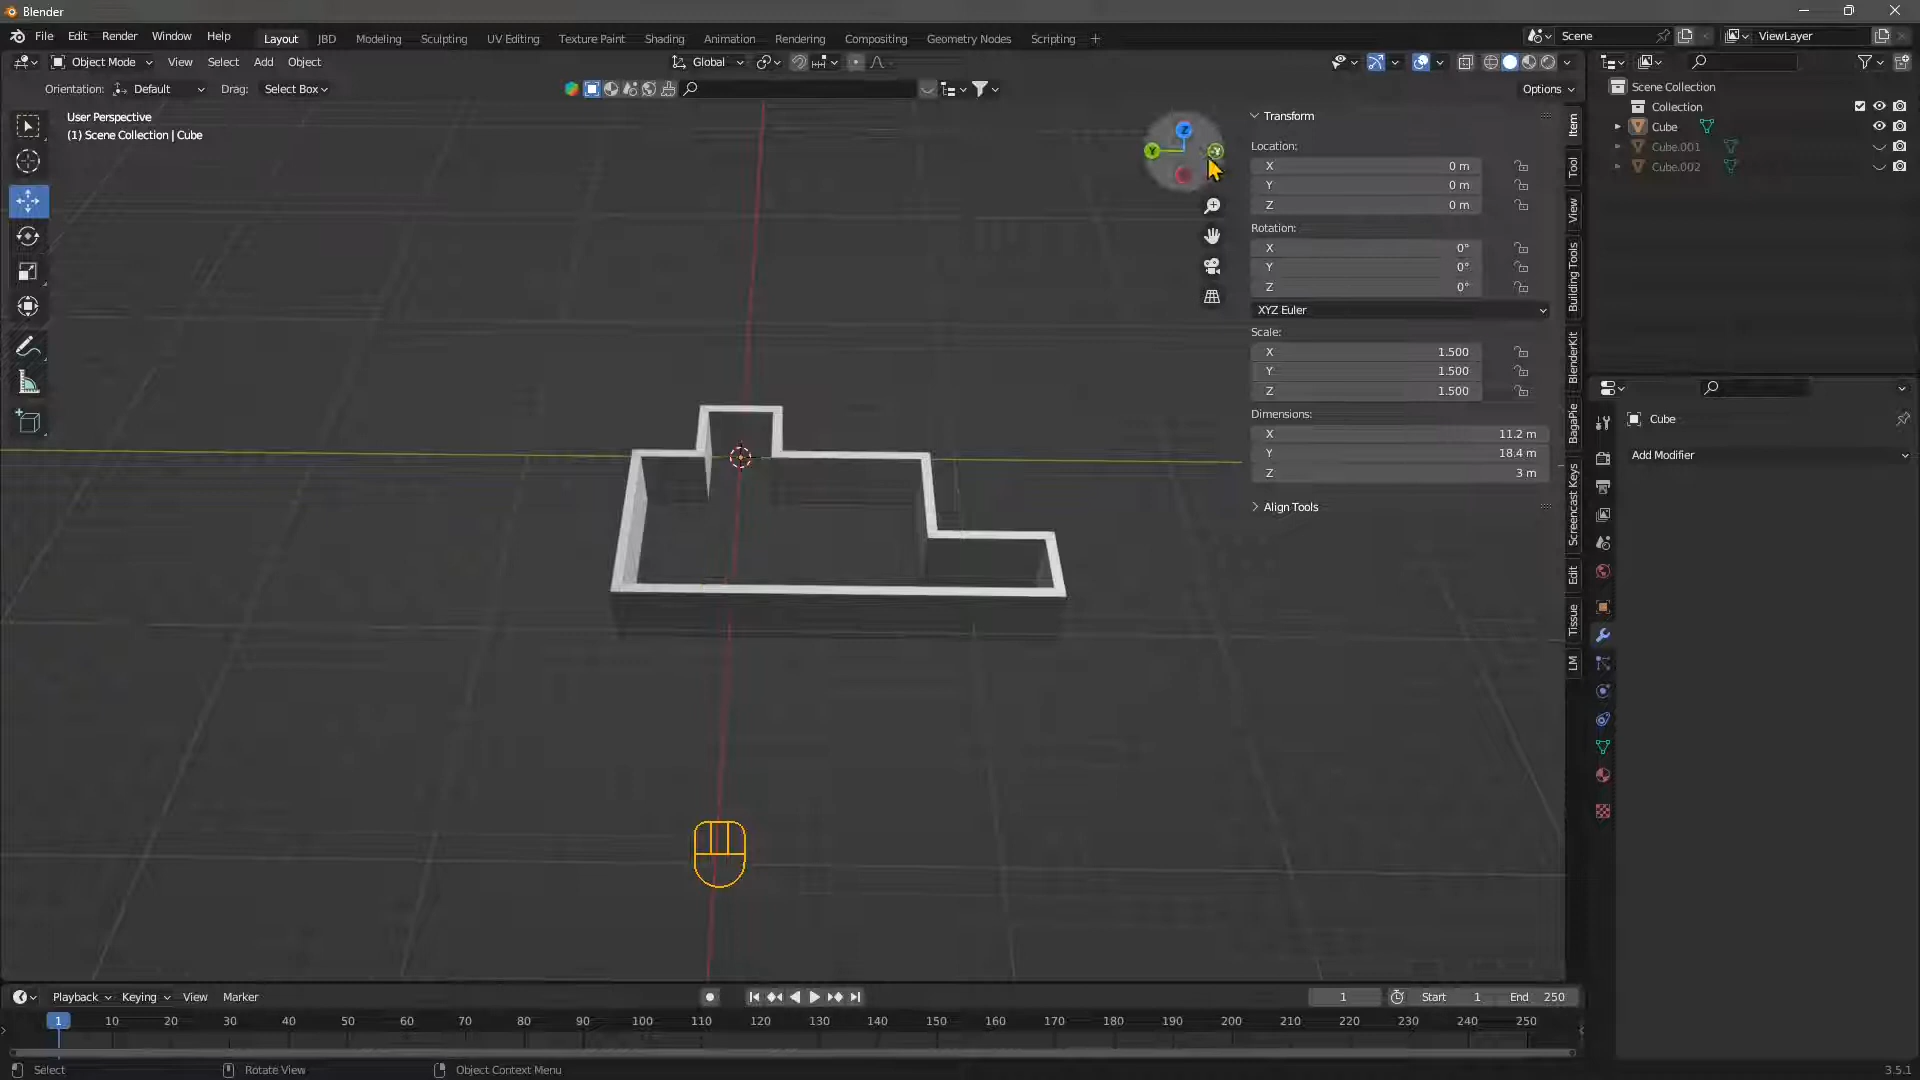 Blender
File Edit Render Window Help
Layout JBD Modeling Sculpting UV Editing Texture Paint Shading Animation Rendering Compositing Geometry Nodes Scripting +
Scene
ViewLayer
Object Mode View Select Add Object
Global
Orientation: Default Drag: Select Box
Options
User Perspective
(1) Scene Collection | Cube
Z
Y
-Y
Transform
Location:
X 0 m
Y 0 m
Z 0 m
Rotation:
X 0°
Y 0°
Z 0°
XYZ Euler
Scale:
X 1.500
Y 1.500
Z 1.500
Dimensions:
X 11.2 m
Y 18.4 m
Z 3 m
Align Tools
Item
Tool
View
Building Tools
BlenderKit
BagaPie
Screencast Keys
Edit
Tissue
LM
Scene Collection
Collection
Cube
Cube.001
Cube.002
Cube
Add Modifier
Playback Keying View Marker
1 Start 1 End 250
1 10 20 30 40 50 60 70 80 90 100 110 120 130 140 150 160 170 180 190 200 210 220 230 240 250
Select Rotate View Object Context Menu
3.5.1